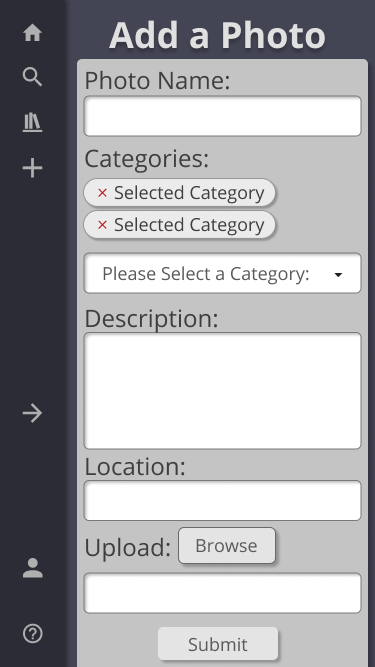 Add a Photo
Photo Name:
Categories:
× Selected Category
× Selected Category
Please Select a Category:
Description:
Location:
Upload: Browse
Submit